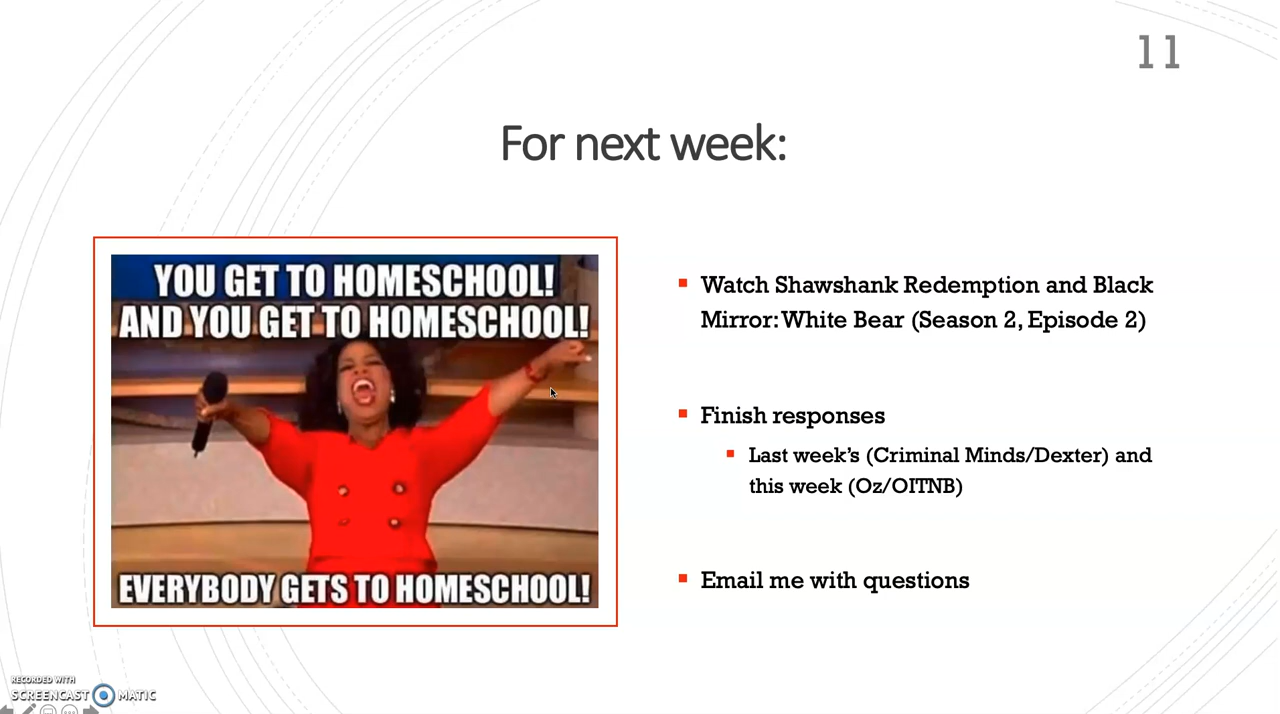 11
For next week:
YOU GET TO HOMESCHOOL!
AND YOU GET TO HOMESCHOOL!
EVERYBODY GETS TO HOMESCHOOL!
Watch Shawshank Redemption and Black
Mirror: White Bear (Season 2, Episode 2)
Finish responses
Last week's (Criminal Minds/Dexter) and
this week (Oz/OITNB)
Email me with questions
RECORDED WITH
SCREENCAST MATIC